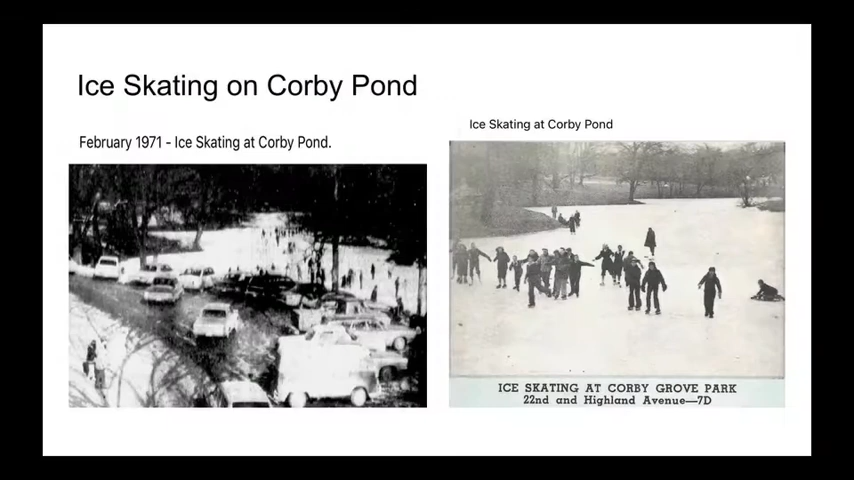 Ice Skating on Corby Pond
February 1971 - Ice Skating at Corby Pond.
Ice Skating at Corby Pond
ICE SKATING AT CORBY GROVE PARK
22nd and Highland Avenue—7D